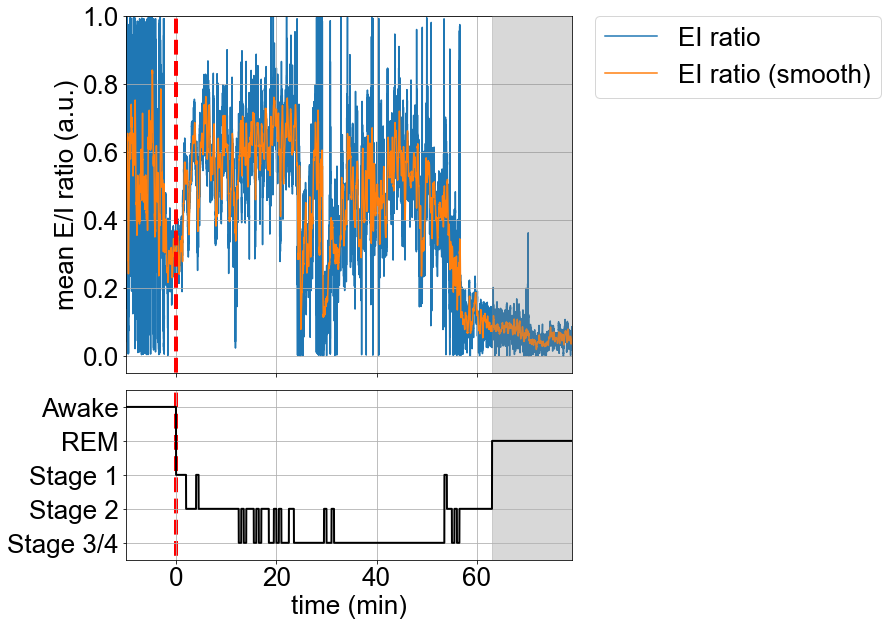 1.0
0.8
0.6
0.4
0.2
0.0
mean E/I ratio (a.u.)
EI ratio
EI ratio (smooth)
Awake
REM
Stage 1
Stage 2
Stage 3/4
0 20 40 60
time (min)